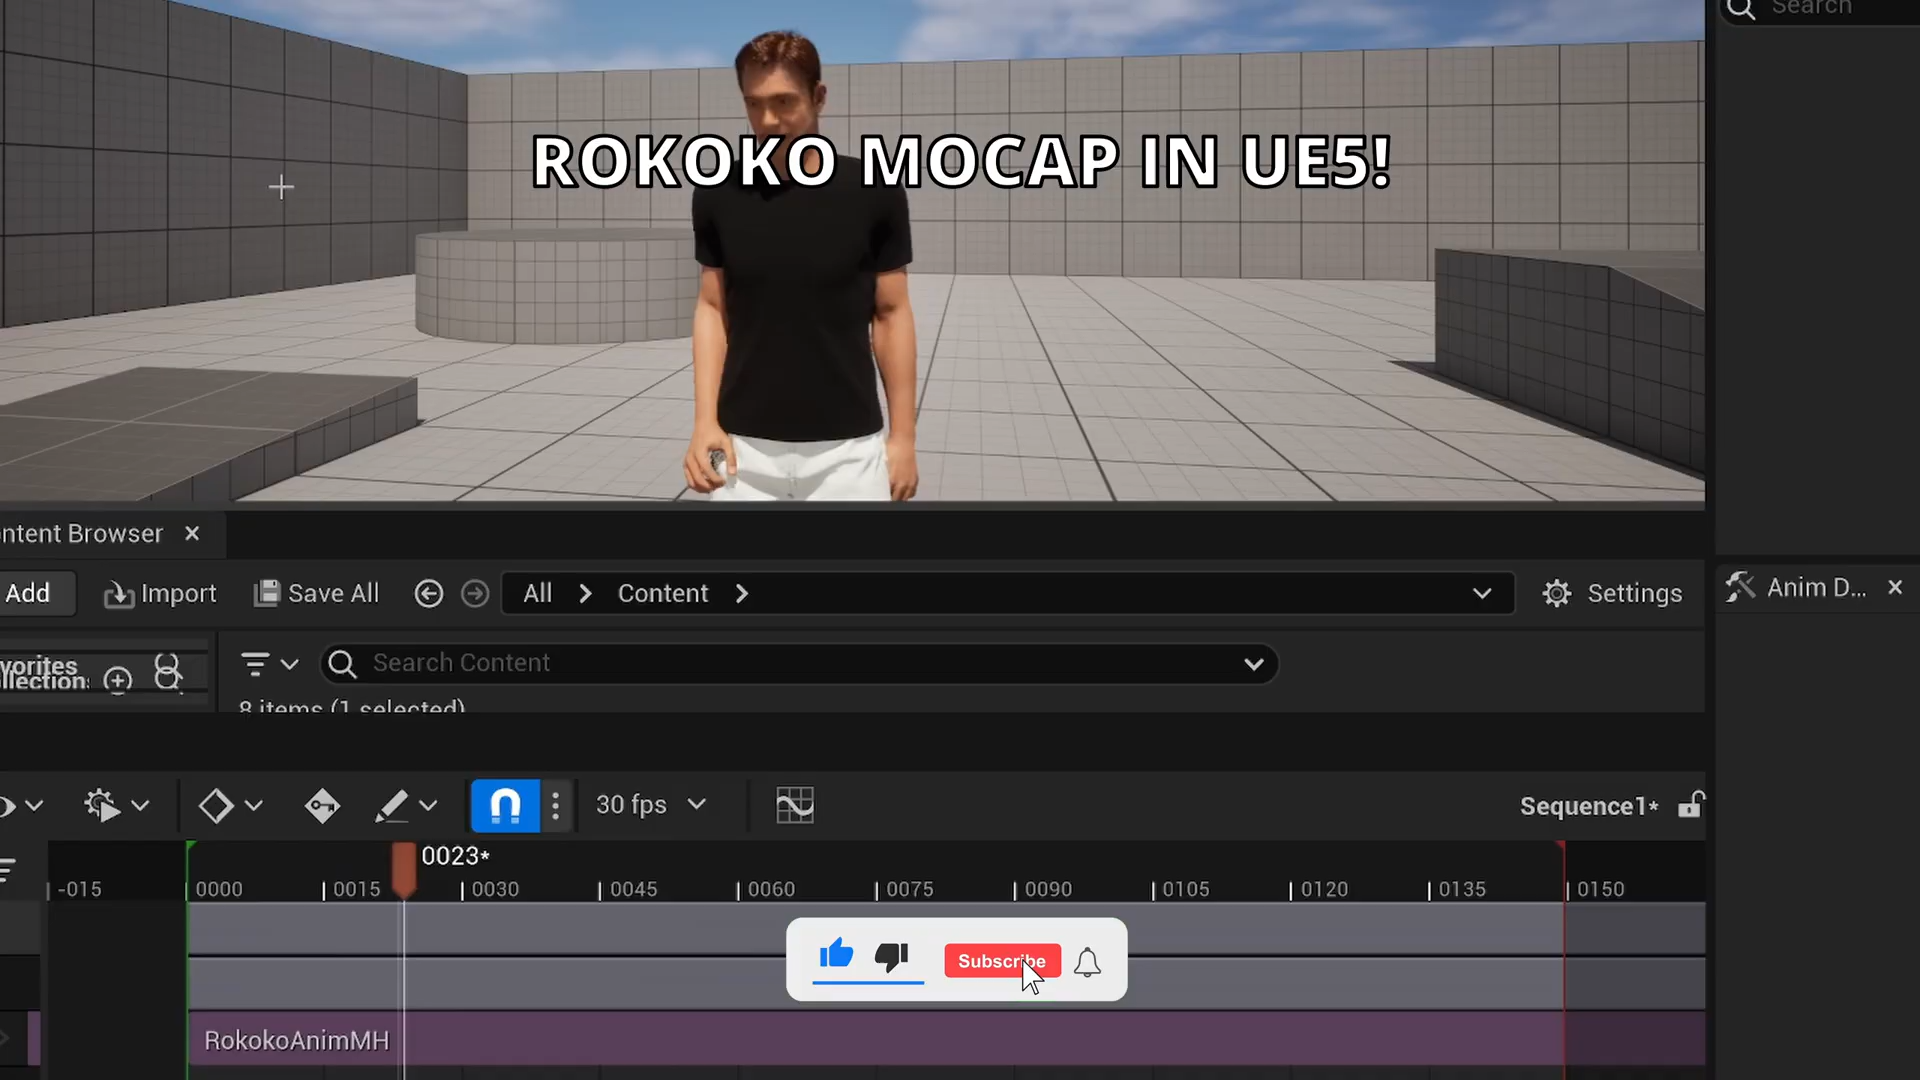 Search
ROKOKO MOCAP IN UE5!
ntent Browser
Add Import Save All All Content Settings
Anim D...
vorites
llection:
Search Content
8 items (1 selected)
30 fps
Sequence1*
0023*
-015 0000 0015 0030 0045 0060 0075 0090 0105 0120 0135 0150
Subscribe
RokokoAnimMH